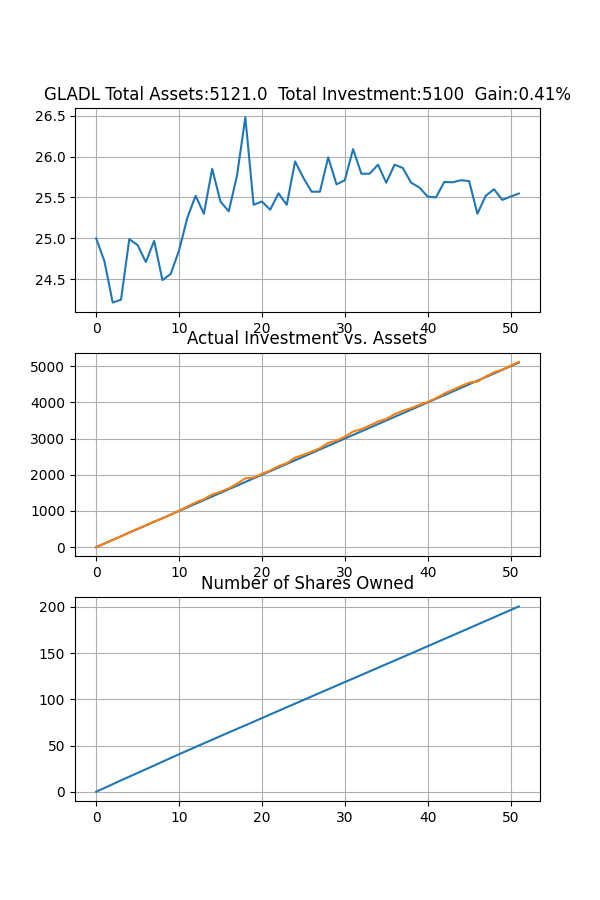 GLADL Total Assets:5121.0  Total Investment:5100  Gain:0.41%
26.5
26.0
25.5
25.0
24.5
0 10 20 30 40 50
Actual Investment vs. Assets
5000
4000
3000
2000
1000
0
0 10 20 30 40 50
Number of Shares Owned
200
150
100
50
0
0 10 20 30 40 50